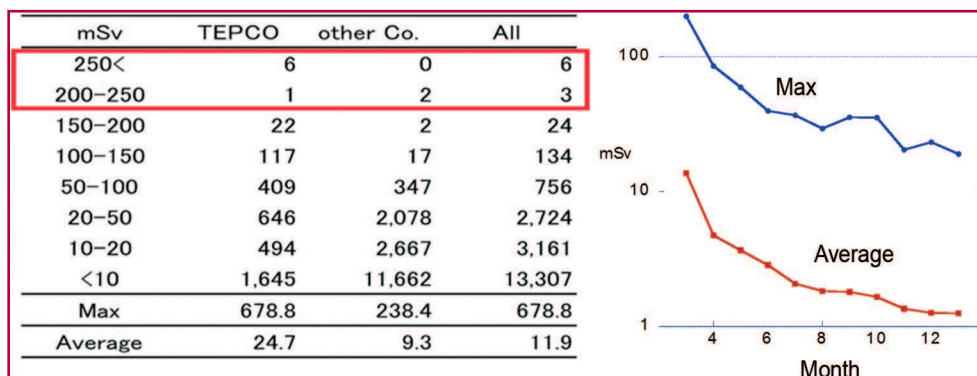 mSv TEPCO other Co. All
250< 6 0 6
200-250 1 2 3
150-200 22 2 24
100-150 117 17 134
50-100 409 347 756
20-50 646 2,078 2,724
10-20 494 2,667 3,161
<10 1,645 11,662 13,307
Max 678.8 238.4 678.8
Average 24.7 9.3 11.9
100
Max
mSv
10
Average
1
4 6 8 10 12
Month